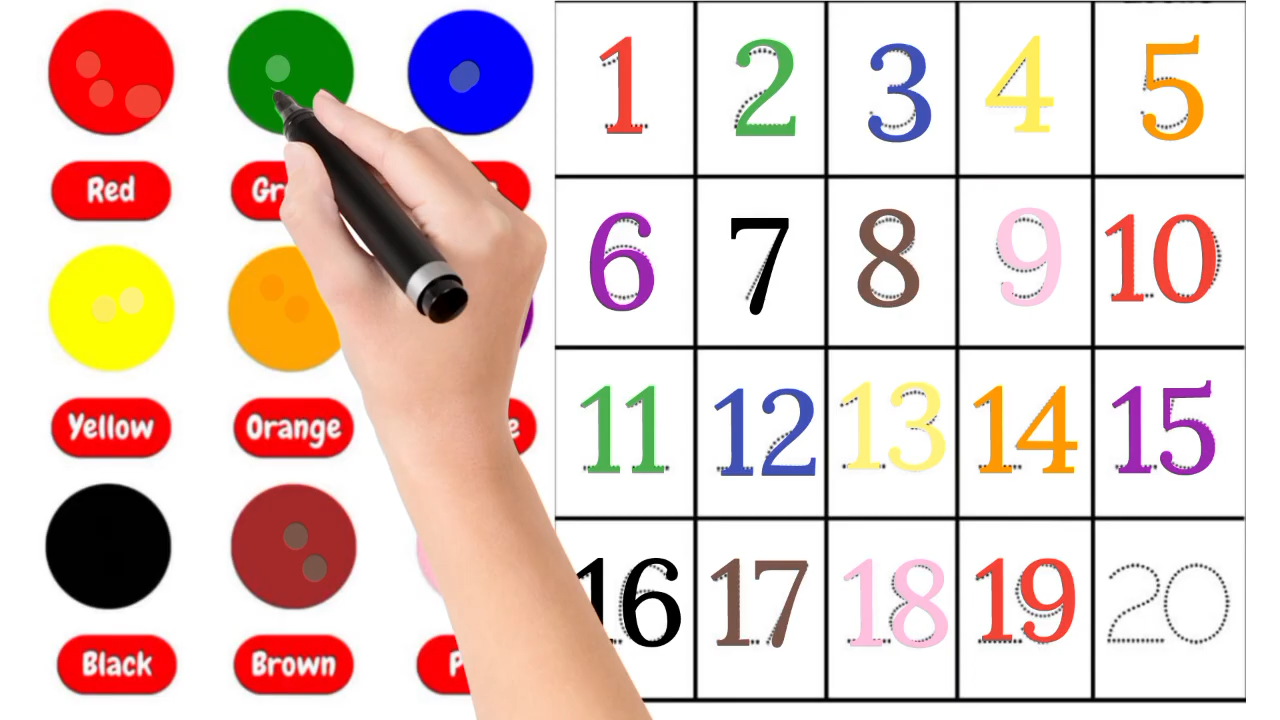 Red
Yellow
Orange
Black
Brown
1 2 3 4 5
6 7 8 9 10
11 12 13 14 15
16 17 18 19 20